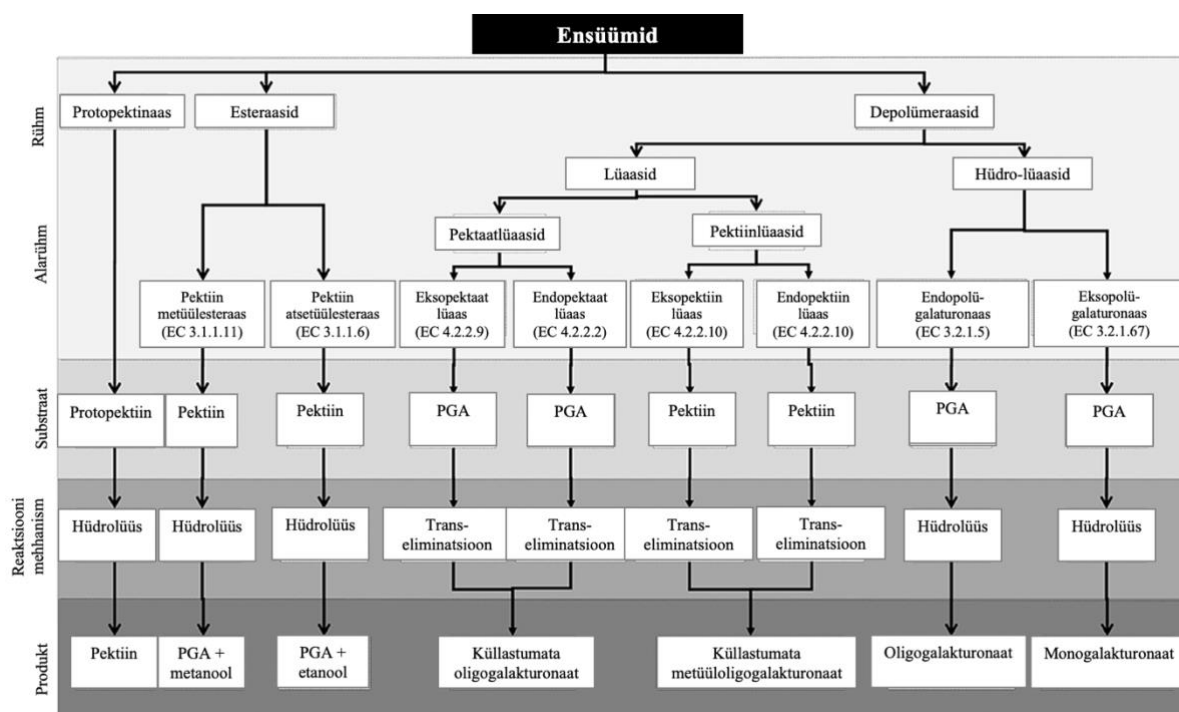 Ensüümid
Rühm
Protopektinaas
Esteraasid
Depolümeraasid
Lüaasid
Hüdro-lüaasid
Alarühm
Pektaatlüaasid
Pektiinlüaasid
Pektiin
metüülesteraas
(EC 3.1.1.11)
Pektiin
atsetüülesteraas
(EC 3.1.1.6)
Eksopektaat
lüaas
(EC 4.2.2.9)
Endopektaat
lüaas
(EC 4.2.2.2)
Eksopektiin
lüaas
(EC 4.2.2.10)
Endopektiin
lüaas
(EC 4.2.2.10)
Endopolü-
galaturonaas
(EC 3.2.1.5)
Eksopolü-
galaturonaas
(EC 3.2.1.67)
Substraat
Protopektiin
Pektiin
Pektiin
PGA
PGA
Pektiin
Pektiin
PGA
PGA
Reaktsiooni
mehhanism
Hüdrolüüs
Hüdrolüüs
Hüdrolüüs
Trans-
eliminatsioon
Trans-
eliminatsioon
Trans-
eliminatsioon
Trans-
eliminatsioon
Hüdrolüüs
Hüdrolüüs
Produkt
Pektiin
PGA +
metanool
PGA +
etanool
Küllastumata
oligogalakturonaat
Küllastumata
metüüloligogalakturonaat
Oligogalakturonaat
Monogalakturonaat